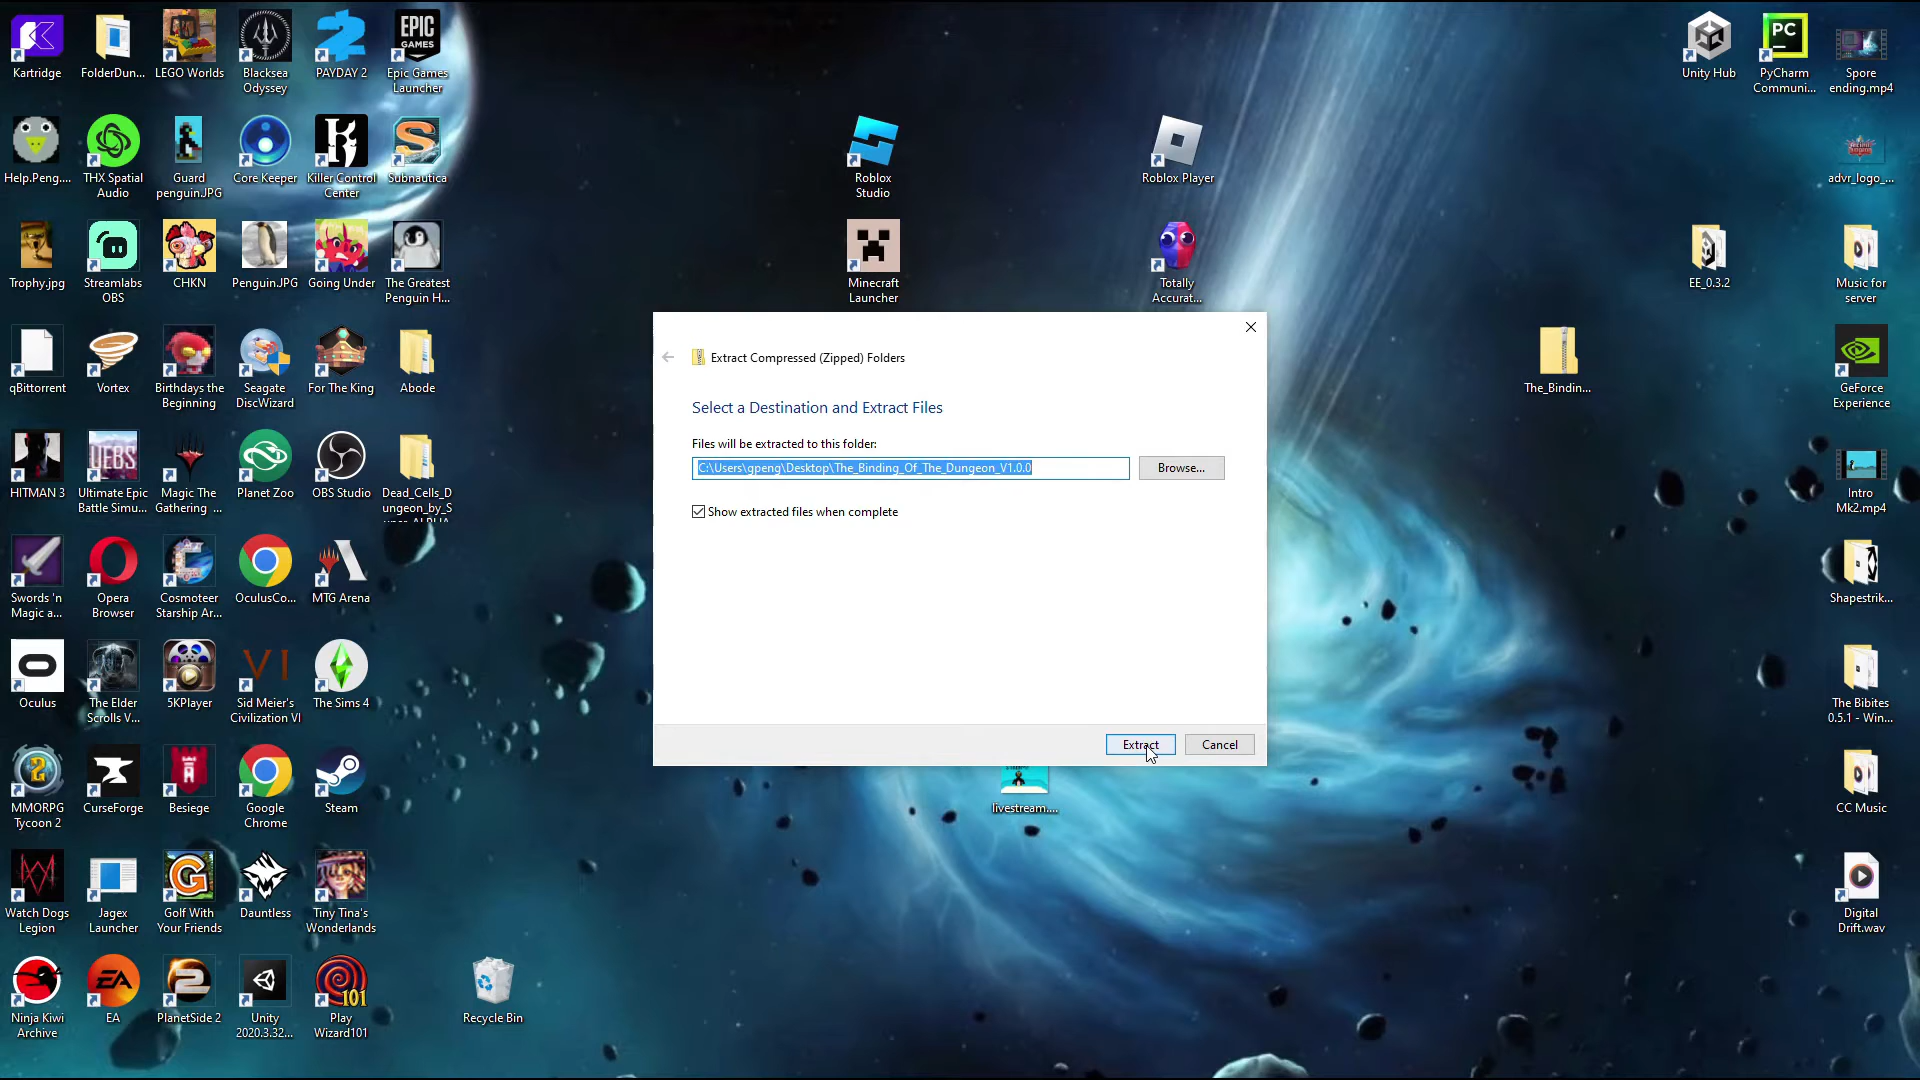 Kartridge
FolderDun...
LEGO Worlds
Blacksea
Odyssey
PAYDAY 2
EPIC
GAMES
Epic Games
Launcher
Help.Peng....
THX Spatial
Audio
Guard
penguin.JPG
Core Keeper
Killer Control
Center
Subnautica
Trophy.jpg
Streamlabs
OBS
CHKN
Penguin.JPG
Going Under
The Greatest
Penguin H...
qBittorrent
Vortex
Birthdays the
Beginning
Seagate
DiscWizard
For The King
Abode
HITMAN 3
UEBS
Ultimate Epic
Battle Simu...
Magic The
Gathering ...
Planet Zoo
OBS Studio
Dead_Cells_D
ungeon_by_S
Swords 'n
Magic a...
Opera
Browser
Cosmoteer
Starship Ar...
OculusCo...
MTG Arena
Oculus
The Elder
Scrolls V...
5KPlayer
VI
Sid Meier's
Civilization VI
The Sims 4
2
MMORPG
Tycoon 2
CurseForge
Besiege
Google
Chrome
Steam
Watch Dogs
Legion
Jagex
Launcher
G
Golf With
Your Friends
Dauntless
Tiny Tina's
Wonderlands
Ninja Kiwi
Archive
EA
EA
2
PlanetSide 2
Unity
2020.3.32...
101
Play
Wizard101
Recycle Bin
Roblox
Studio
Roblox Player
Minecraft
Launcher
Totally
Accurat...
Extract Compressed (Zipped) Folders
Select a Destination and Extract Files
Files will be extracted to this folder:
C:\Users\gpeng\Desktop\The_Binding_Of_The_Dungeon_V1.0.0
Browse...
Show extracted files when complete
Extract
Cancel
livestream....
Unity Hub
PC
PyCharm
Communi...
Spore
ending.mp4
advr_logo_...
EE_0.3.2
Music for
server
The_Bindin...
GeForce
Experience
Intro
Mk2.mp4
Shapestrik...
The Bibites
0.5.1 - Win...
CC Music
Digital
Drift.wav